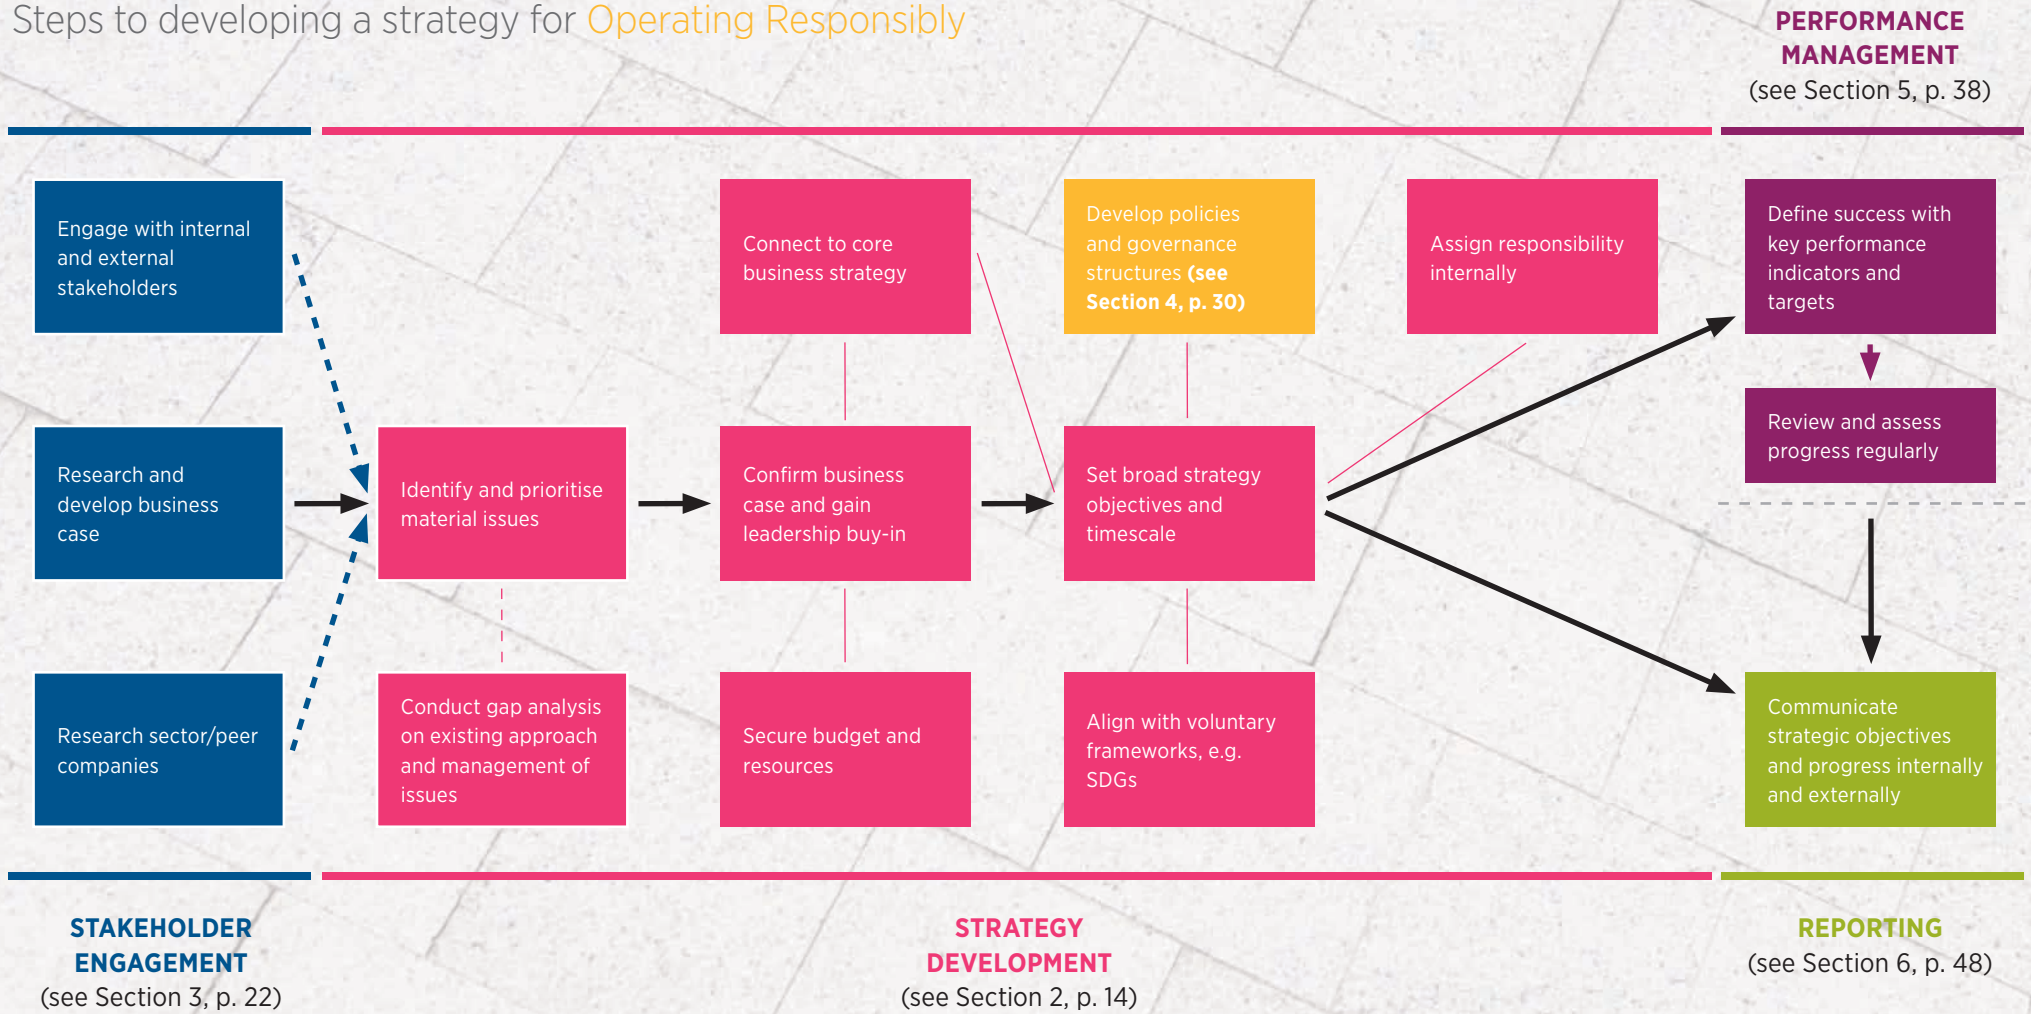 Steps to developing a strategy for Operating Responsibly
PERFORMANCE
MANAGEMENT
(see Section 5, p. 38)
Engage with internal
and external
stakeholders
Research and
develop business
case
Research sector/peer
companies
Identify and prioritise
material issues
Conduct gap analysis
on existing approach
and management of
issues
Connect to core
business strategy
Confirm business
case and gain
leadership buy-in
Secure budget and
resources
Develop policies
and governance
structures (see
Section 4, p. 30)
Set broad strategy
objectives and
timescale
Align with voluntary
frameworks, e.g.
SDGs
Assign responsibility
internally
Define success with
key performance
indicators and
targets
Review and assess
progress regularly
Communicate
strategic objectives
and progress internally
and externally
STAKEHOLDER
ENGAGEMENT
(see Section 3, p. 22)
STRATEGY
DEVELOPMENT
(see Section 2, p. 14)
REPORTING
(see Section 6, p. 48)